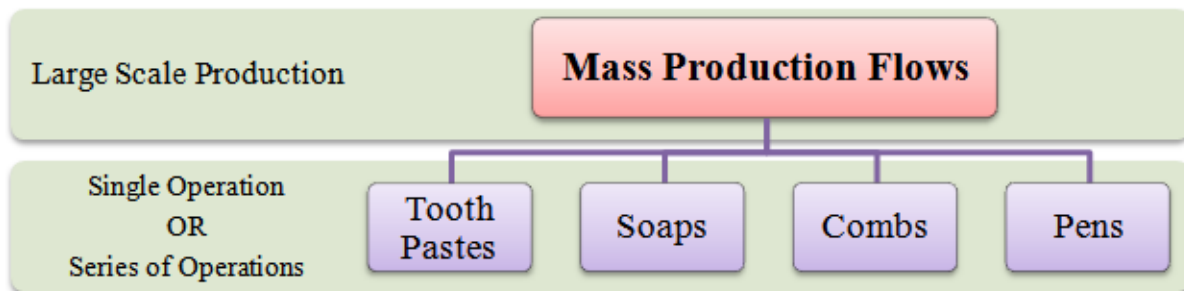 Large Scale Production
Mass Production Flows
Single Operation
OR
Series of Operations
Tooth
Pastes
Soaps
Combs
Pens